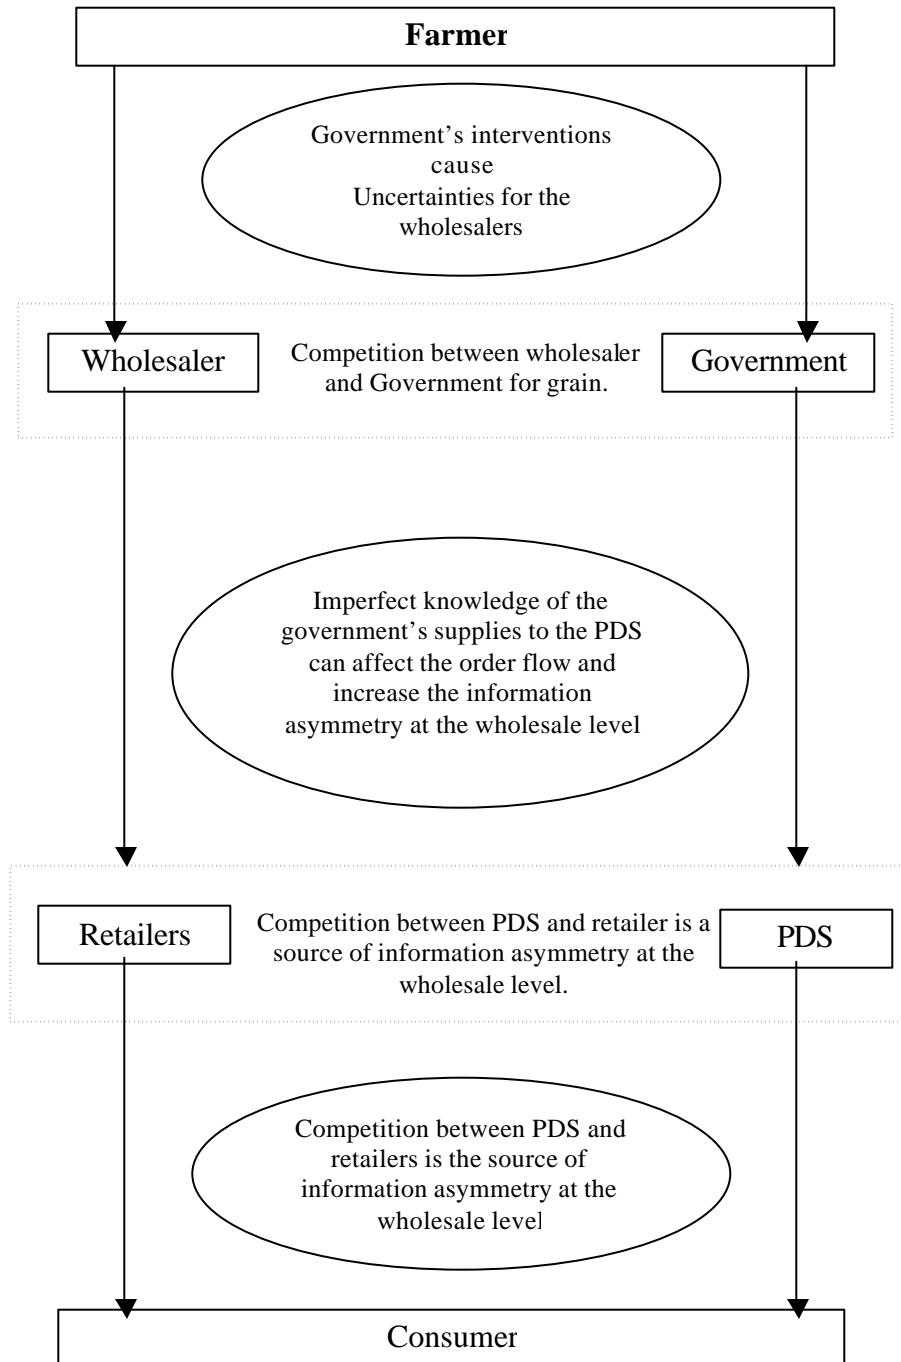 Farmer
Government’s interventions
cause
Uncertainties for the
wholesalers
Wholesaler
Competition between wholesaler
and Government for grain.
Government
Imperfect knowledge of the
government’s supplies to the PDS
can affect the order flow and
increase the information
asymmetry at the wholesale level
Retailers
Competition between PDS and retailer is a
source of information asymmetry at the
wholesale level.
PDS
Competition between PDS and
retailers is the source of
information asymmetry at the
wholesale level
Consumer